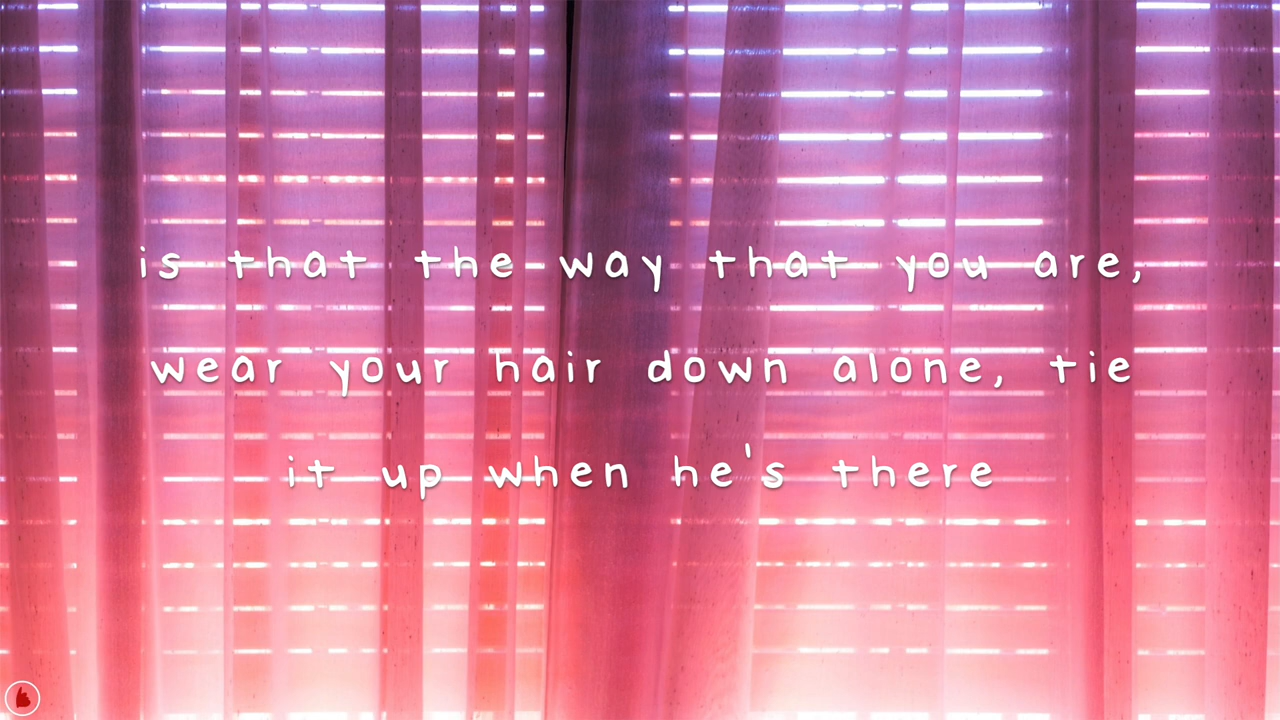 is that the way that you are,
wear your hair down alone, tie
it up when he's there